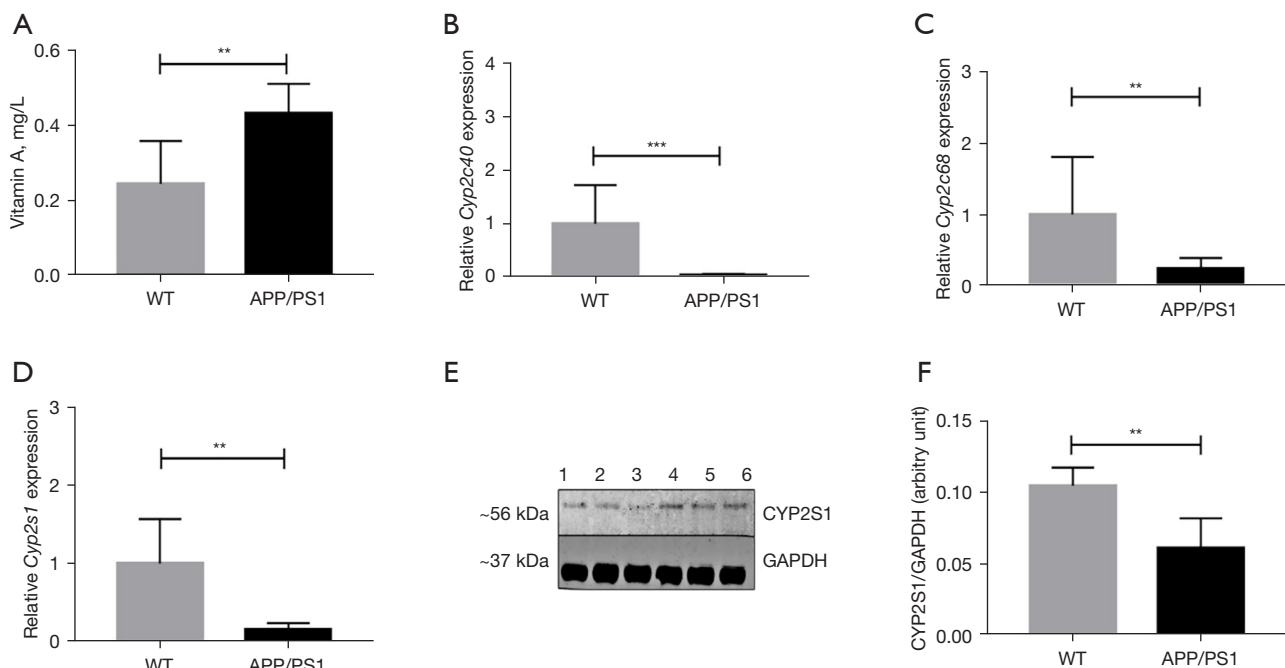 A
**
Vitamin A, mg/L
0.6
0.4
0.2
0.0
WT
APP/PS1
B
***
Relative Cyp2c40 expression
4
3
2
1
0
WT
APP/PS1
C
**
Relative Cyp2c68 expression
3
2
1
0
WT
APP/PS1
D
**
Relative Cyp2s1 expression
3
2
1
0
WT
APP/PS1
E
1 2 3 4 5 6
~56 kDa CYP2S1
~37 kDa GAPDH
F
**
CYP2S1/GAPDH (arbitry unit)
0.15
0.10
0.05
0.00
WT
APP/PS1